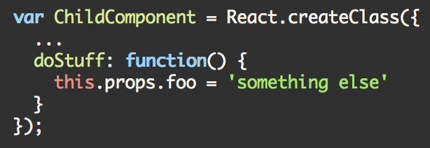 var ChildComponent = React.createClass({
  ...
  doStuff: function() {
    this.props.foo = 'something else'
  }
});